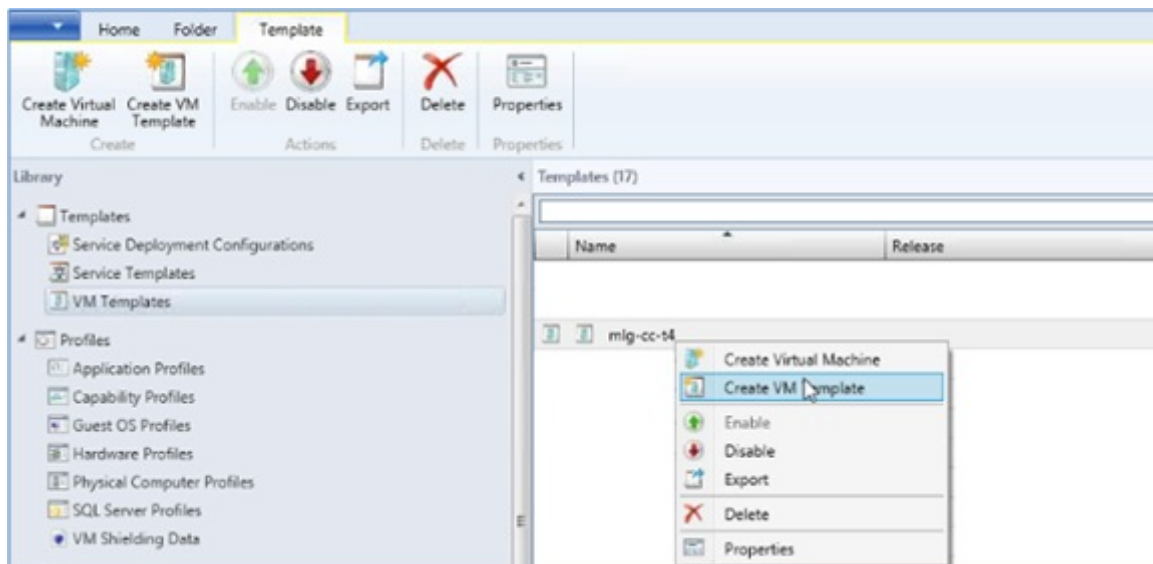 Home Folder Template
Create Virtual Machine
Create VM Template
Enable Disable Export Delete Properties
Create Actions Delete Properties
Library
Templates (17)
Templates
Service Deployment Configurations
Service Templates
VM Templates
Profiles
Application Profiles
Capability Profiles
Guest OS Profiles
Hardware Profiles
Physical Computer Profiles
SQL Server Profiles
VM Shielding Data
Name Release
mlg-cc-t4
Create Virtual Machine
Create VM Template
Enable
Disable
Export
Delete
Properties